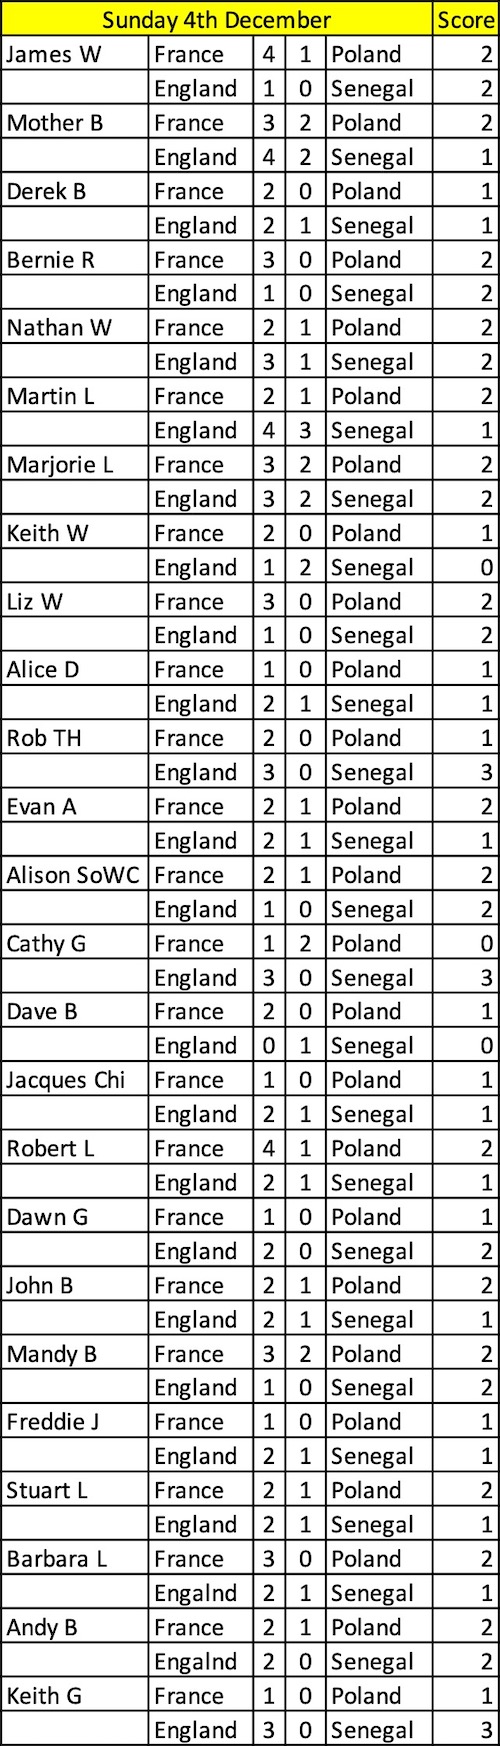 Sunday 4th December Score
James W France 4 1 Poland 2
England 1 0 Senegal 2
Mother B France 3 2 Poland 2
England 4 2 Senegal 1
Derek B France 2 0 Poland 1
England 2 1 Senegal 1
Bernie R France 3 0 Poland 2
England 1 0 Senegal 2
Nathan W France 2 1 Poland 2
England 3 1 Senegal 2
Martin L France 2 1 Poland 2
England 4 3 Senegal 1
Marjorie L France 3 2 Poland 2
England 3 2 Senegal 2
Keith W France 2 0 Poland 1
England 1 2 Senegal 0
Liz W France 3 0 Poland 2
England 1 0 Senegal 2
Alice D France 1 0 Poland 1
England 2 1 Senegal 1
Rob TH France 2 0 Poland 1
England 3 0 Senegal 3
Evan A France 2 1 Poland 2
England 2 1 Senegal 1
Alison SoWC France 2 1 Poland 2
England 1 0 Senegal 2
Cathy G France 1 2 Poland 0
England 3 0 Senegal 3
Dave B France 2 0 Poland 1
England 0 1 Senegal 0
Jacques Chi France 1 0 Poland 1
England 2 1 Senegal 1
Robert L France 4 1 Poland 2
England 2 1 Senegal 1
Dawn G France 1 0 Poland 1
England 2 0 Senegal 2
John B France 2 1 Poland 2
England 2 1 Senegal 1
Mandy B France 3 2 Poland 2
England 1 0 Senegal 2
Freddie J France 1 0 Poland 1
England 2 1 Senegal 1
Stuart L France 2 1 Poland 2
England 2 1 Senegal 1
Barbara L France 3 0 Poland 2
Engalnd 2 1 Senegal 1
Andy B France 2 1 Poland 2
Engalnd 2 0 Senegal 2
Keith G France 1 0 Poland 1
England 3 0 Senegal 3